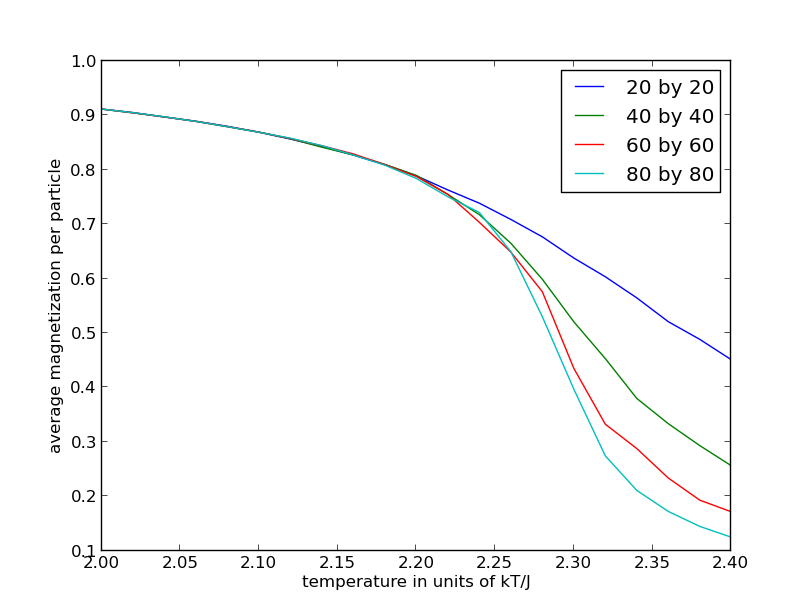 1.0
0.9
0.8
0.7
0.6
0.5
0.4
0.3
0.2
0.1
average magnetization per particle
20 by 20
40 by 40
60 by 60
80 by 80
2.00 2.05 2.10 2.15 2.20 2.25 2.30 2.35 2.40
temperature in units of kT/J